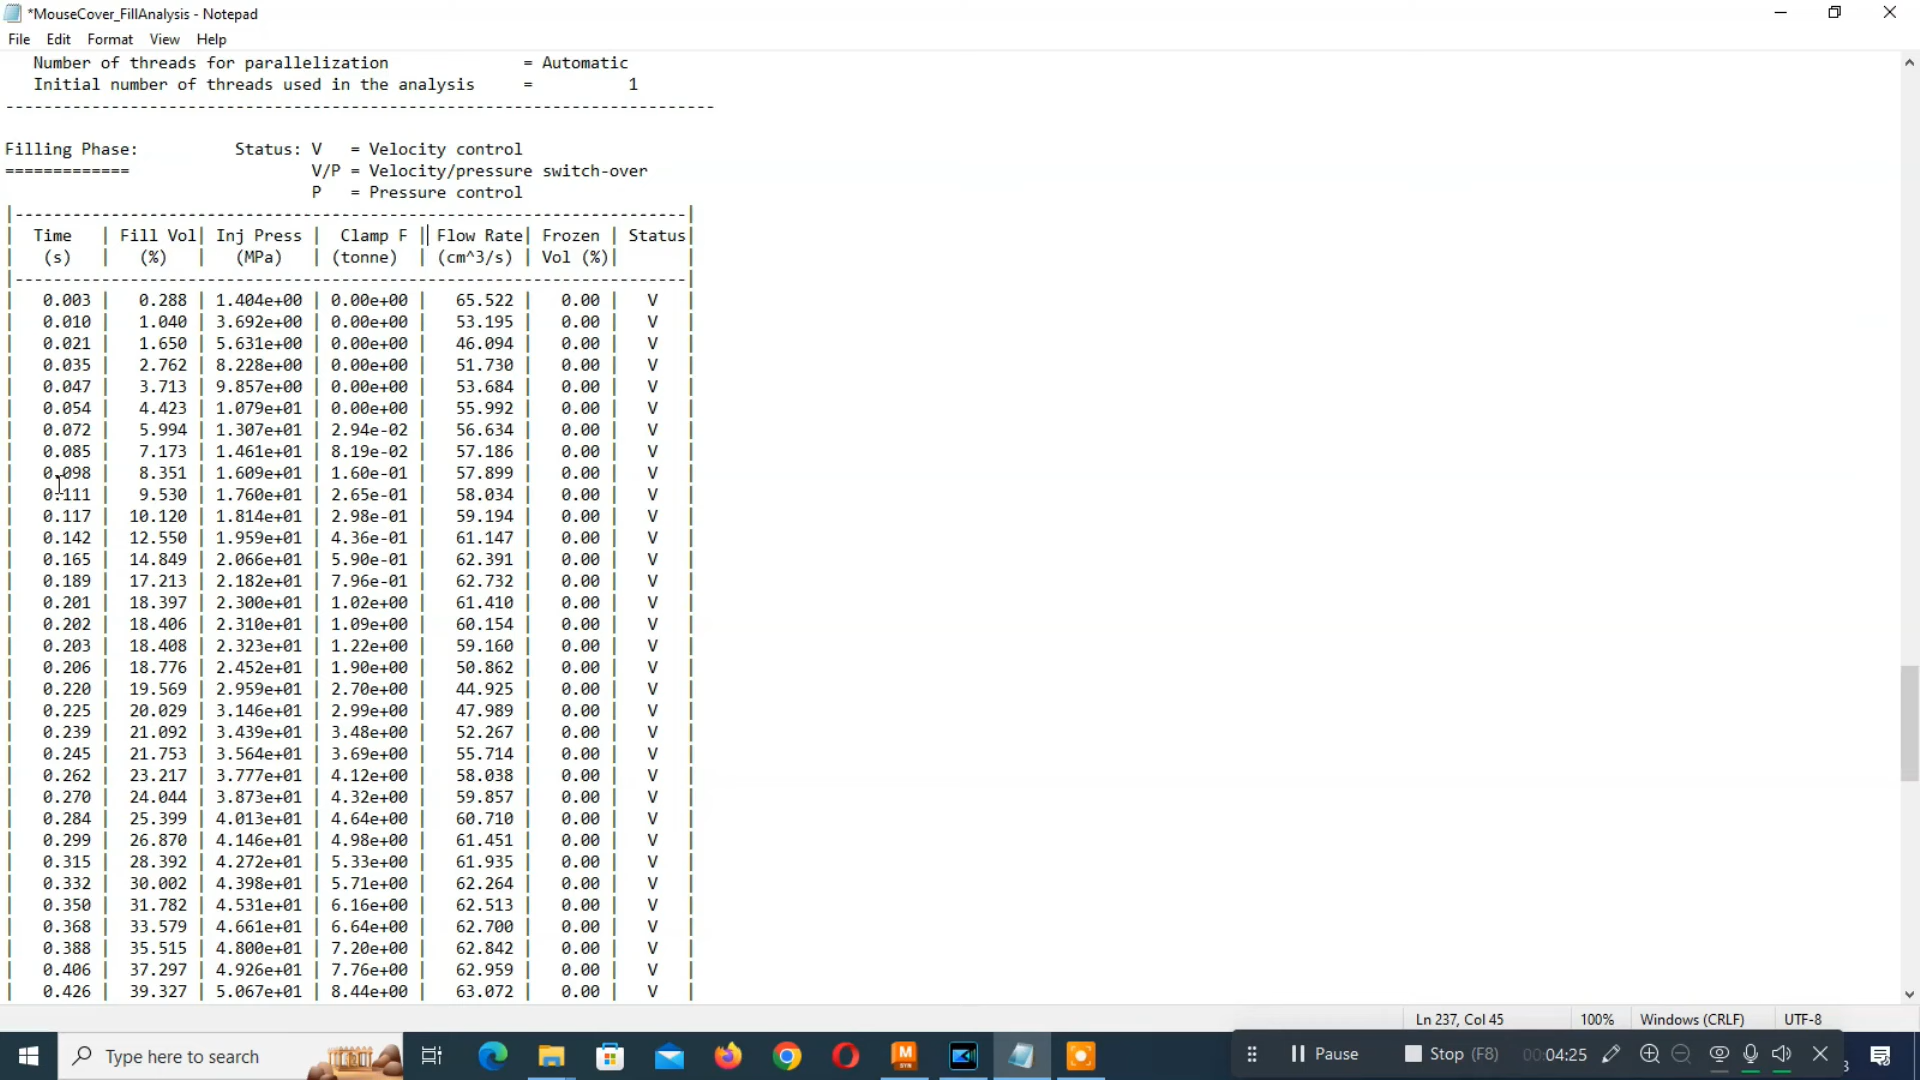 *MouseCover_FillAnalysis - Notepad
File Edit Format View Help
Number of threads for parallelization = Automatic
Initial number of threads used in the analysis = 1
--------------------------------------------------------------------------
Filling Phase: Status: V = Velocity control
============= V/P = Velocity/pressure switch-over
P = Pressure control
|----------------------------------------------------------------------|
| Time | Fill Vol| Inj Press | Clamp F | Flow Rate| Frozen | Status|
| (s) | (%) | (MPa) | (tonne) | (cm^3/s) | Vol (%)| |
|----------------------------------------------------------------------|
| 0.003 | 0.288 | 1.404e+00 | 0.00e+00 | 65.522 | 0.00 | V |
| 0.010 | 1.040 | 3.692e+00 | 0.00e+00 | 53.195 | 0.00 | V |
| 0.021 | 1.650 | 5.631e+00 | 0.00e+00 | 46.094 | 0.00 | V |
| 0.035 | 2.762 | 8.228e+00 | 0.00e+00 | 51.730 | 0.00 | V |
| 0.047 | 3.713 | 9.857e+00 | 0.00e+00 | 53.684 | 0.00 | V |
| 0.054 | 4.423 | 1.079e+01 | 0.00e+00 | 55.992 | 0.00 | V |
| 0.072 | 5.994 | 1.307e+01 | 2.94e-02 | 56.634 | 0.00 | V |
| 0.085 | 7.173 | 1.461e+01 | 8.19e-02 | 57.186 | 0.00 | V |
| 0.098 | 8.351 | 1.609e+01 | 1.60e-01 | 57.899 | 0.00 | V |
| 0.111 | 9.530 | 1.760e+01 | 2.65e-01 | 58.034 | 0.00 | V |
| 0.117 | 10.120 | 1.814e+01 | 2.98e-01 | 59.194 | 0.00 | V |
| 0.142 | 12.550 | 1.959e+01 | 4.36e-01 | 61.147 | 0.00 | V |
| 0.165 | 14.849 | 2.066e+01 | 5.90e-01 | 62.391 | 0.00 | V |
| 0.189 | 17.213 | 2.182e+01 | 7.96e-01 | 62.732 | 0.00 | V |
| 0.201 | 18.397 | 2.300e+01 | 1.02e+00 | 61.410 | 0.00 | V |
| 0.202 | 18.406 | 2.310e+01 | 1.09e+00 | 60.154 | 0.00 | V |
| 0.203 | 18.408 | 2.323e+01 | 1.22e+00 | 59.160 | 0.00 | V |
| 0.206 | 18.776 | 2.452e+01 | 1.90e+00 | 50.862 | 0.00 | V |
| 0.220 | 19.569 | 2.959e+01 | 2.70e+00 | 44.925 | 0.00 | V |
| 0.225 | 20.029 | 3.146e+01 | 2.99e+00 | 47.989 | 0.00 | V |
| 0.239 | 21.092 | 3.439e+01 | 3.48e+00 | 52.267 | 0.00 | V |
| 0.245 | 21.753 | 3.564e+01 | 3.69e+00 | 55.714 | 0.00 | V |
| 0.262 | 23.217 | 3.777e+01 | 4.12e+00 | 58.038 | 0.00 | V |
| 0.270 | 24.044 | 3.873e+01 | 4.32e+00 | 59.857 | 0.00 | V |
| 0.284 | 25.399 | 4.013e+01 | 4.64e+00 | 60.710 | 0.00 | V |
| 0.299 | 26.870 | 4.146e+01 | 4.98e+00 | 61.451 | 0.00 | V |
| 0.315 | 28.392 | 4.272e+01 | 5.33e+00 | 61.935 | 0.00 | V |
| 0.332 | 30.002 | 4.398e+01 | 5.71e+00 | 62.264 | 0.00 | V |
| 0.350 | 31.782 | 4.531e+01 | 6.16e+00 | 62.513 | 0.00 | V |
| 0.368 | 33.579 | 4.661e+01 | 6.64e+00 | 62.700 | 0.00 | V |
| 0.388 | 35.515 | 4.800e+01 | 7.20e+00 | 62.842 | 0.00 | V |
| 0.406 | 37.297 | 4.926e+01 | 7.76e+00 | 62.959 | 0.00 | V |
| 0.426 | 39.327 | 5.067e+01 | 8.44e+00 | 63.072 | 0.00 | V |
Ln 237, Col 45 100% Windows (CRLF) UTF-8
Type here to search M SYN Pause Stop (F8) 00:04:25